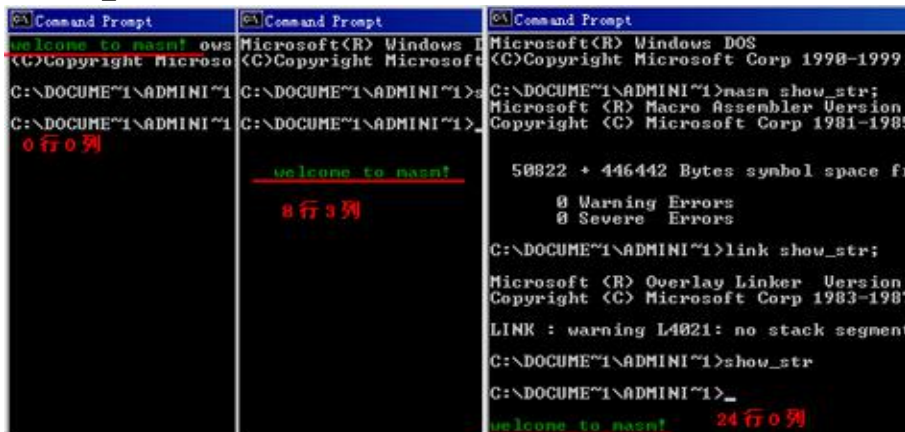 Command Prompt
welcome to masm! ows
(C)Copyright Microso
C:\DOCUME~1\ADMINI~1
C:\DOCUME~1\ADMINI~1
0行0列
Command Prompt
Microsoft(R) Windows D
(C)Copyright Microsoft
C:\DOCUME~1\ADMINI~1>s
C:\DOCUME~1\ADMINI~1>_
welcome to masm!
8行3列
Command Prompt
Microsoft(R) Windows DOS
(C)Copyright Microsoft Corp 1990-1999
C:\DOCUME~1\ADMINI~1>masm show_str;
Microsoft (R) Macro Assembler Version
Copyright (C) Microsoft Corp 1981-1985
50822 + 446442 Bytes symbol space fr
0 Warning Errors
0 Severe Errors
C:\DOCUME~1\ADMINI~1>link show_str;
Microsoft (R) Overlay Linker Version
Copyright (C) Microsoft Corp 1983-1987
LINK : warning L4021: no stack segment
C:\DOCUME~1\ADMINI~1>show_str
C:\DOCUME~1\ADMINI~1>_
welcome to masm! 24行0列